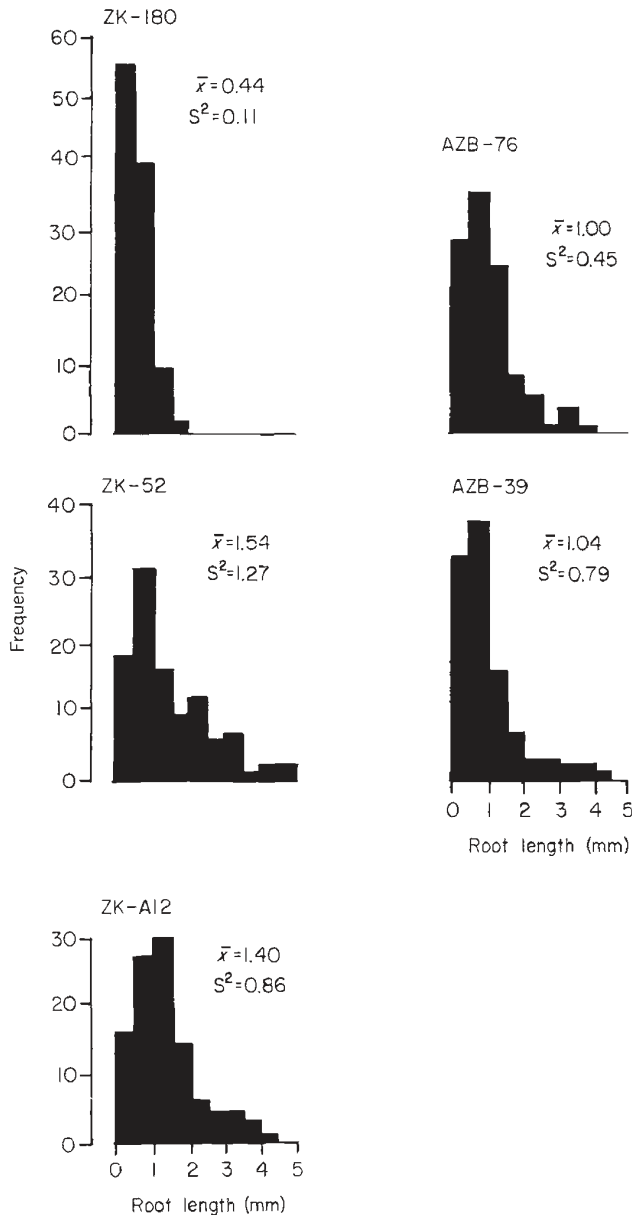 ZK-180
60
50
40
30
20
10
0
x̄=0.44
S²=0.11
AZB-76
x̄=1.00
S²=0.45
ZK-52
40
30
20
10
0
x̄=1.54
S²=1.27
Frequency
AZB-39
x̄=1.04
S²=0.79
0 1 2 3 4 5
Root length (mm)
ZK-A12
30
20
10
0
x̄=1.40
S²=0.86
0 1 2 3 4 5
Root length (mm)